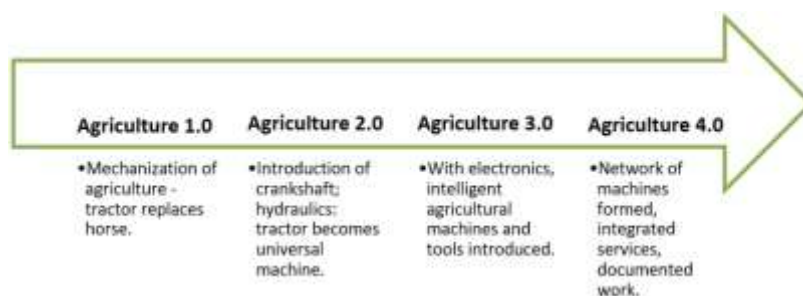 Agriculture 1.0
•Mechanization of
agriculture -
tractor replaces
horse.
Agriculture 2.0
•Introduction of
crankshaft;
hydraulics:
tractor becomes
universal
machine.
Agriculture 3.0
•With electronics,
intelligent
agricultural
machines and
tools introduced.
Agriculture 4.0
•Network of
machines
formed,
integrated
services,
documented
work.